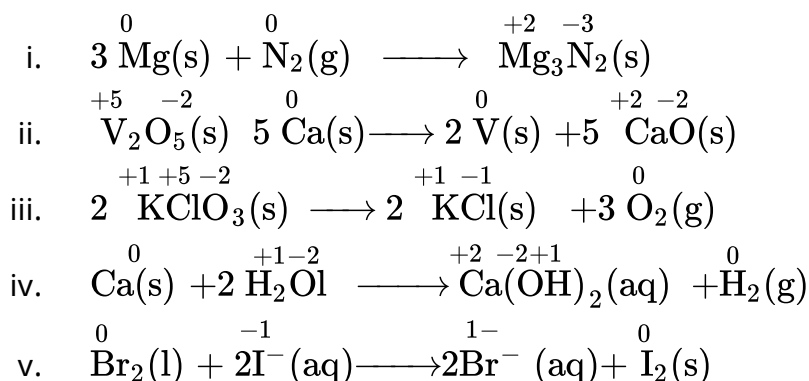 0 0 +2 −3
i. 3 Mg(s) + N₂(g) ⟶ Mg₃N₂(s)
+5 −2 0 0 +2 −2
ii. V₂O₅(s) 5 Ca(s)⟶ 2 V(s) +5 CaO(s)
+1 +5 −2 +1 −1 0
iii. 2 KClO₃(s) ⟶ 2 KCl(s) +3 O₂(g)
0 +1−2 +2 −2+1 0
iv. Ca(s) +2 H₂Ol ⟶ Ca(OH)₂(aq) +H₂(g)
0 −1 1− 0
v. Br₂(l) + 2I⁻(aq)⟶2Br⁻ (aq)+ I₂(s)